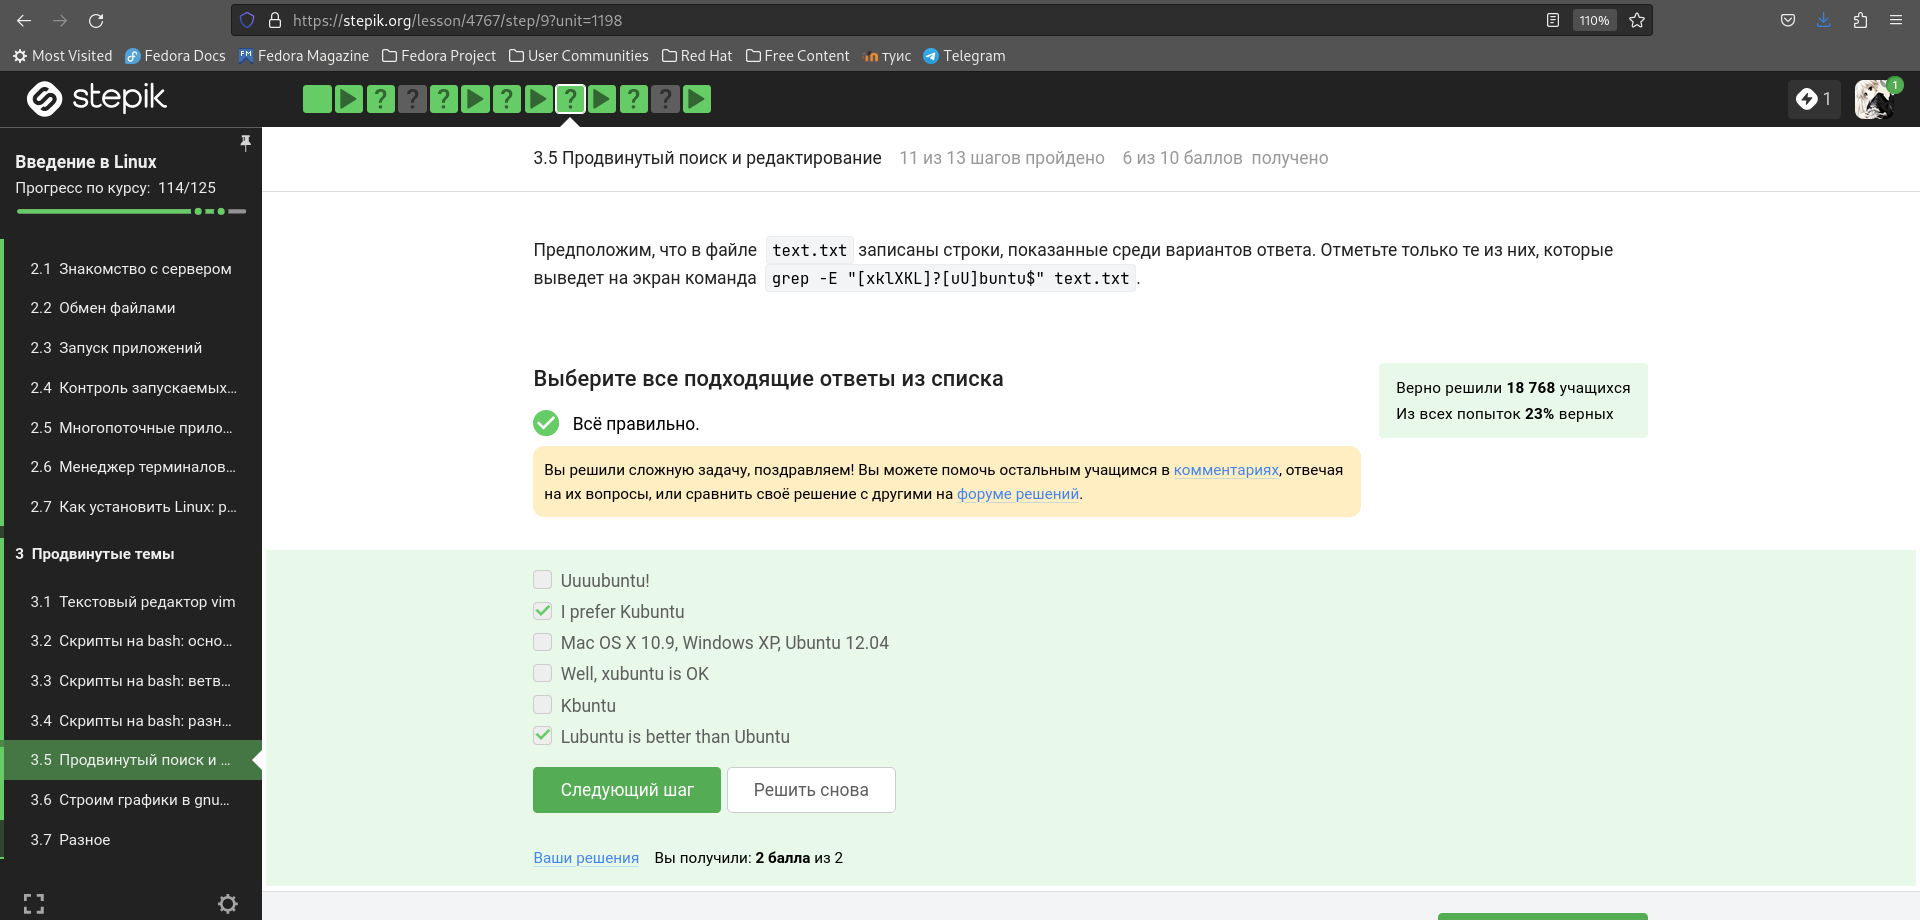 https://stepik.org/lesson/4767/step/9?unit=1198
110%
Most Visited
Fedora Docs
Fedora Magazine
Fedora Project
User Communities
Red Hat
Free Content
туис
Telegram
stepik
1
1
Введение в Linux
Прогресс по курсу: 114/125
2.1 Знакомство с сервером
2.2 Обмен файлами
2.3 Запуск приложений
2.4 Контроль запускаемых...
2.5 Многопоточные прило...
2.6 Менеджер терминалов...
2.7 Как установить Linux: р...
3 Продвинутые темы
3.1 Текстовый редактор vim
3.2 Скрипты на bash: осно...
3.3 Скрипты на bash: ветв...
3.4 Скрипты на bash: разн...
3.5 Продвинутый поиск и ...
3.6 Строим графики в gnu...
3.7 Разное
3.5 Продвинутый поиск и редактирование 11 из 13 шагов пройдено 6 из 10 баллов получено
Предположим, что в файле text.txt записаны строки, показанные среди вариантов ответа. Отметьте только те из них, которые
выведет на экран команда grep -E "[xklXKL]?[uU]buntu$" text.txt.
Выберите все подходящие ответы из списка
Верно решили 18 768 учащихся
Из всех попыток 23% верных
Всё правильно.
Вы решили сложную задачу, поздравляем! Вы можете помочь остальным учащимся в комментариях, отвечая
на их вопросы, или сравнить своё решение с другими на форуме решений.
Uuuubuntu!
I prefer Kubuntu
Mac OS X 10.9, Windows XP, Ubuntu 12.04
Well, xubuntu is OK
Kbuntu
Lubuntu is better than Ubuntu
Следующий шаг
Решить снова
Ваши решения Вы получили: 2 балла из 2